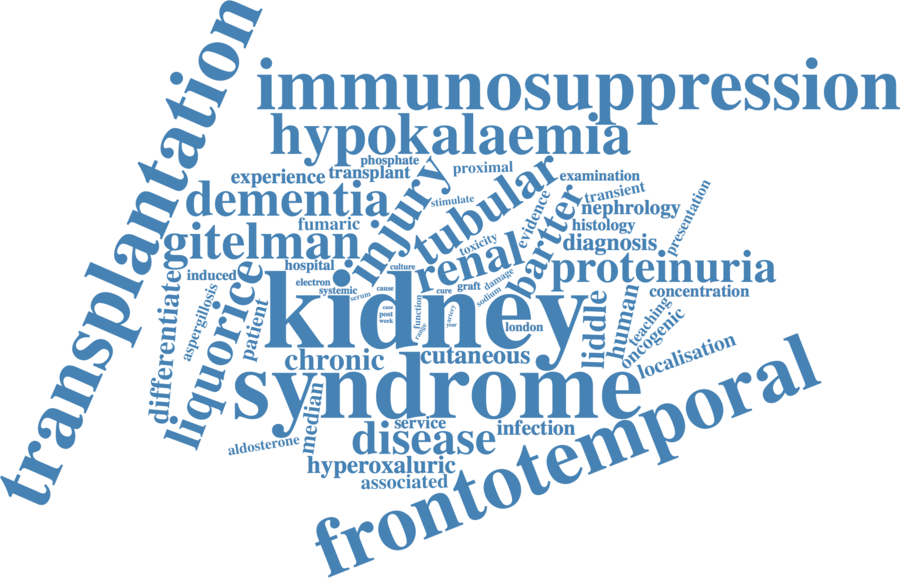 transplantation
immunosuppression
hypokalaemia
phosphate
experience
transplant
proximal
examination
dementia
injury
stimulate
tubular
transient
presentation
fumaric
evidence
bartter
nephrology
histology
gitelman
toxicity
diagnosis
hospital
culture
renal
proteinuria
induced
electron
systemic
serum
cause
cure
graft
damage
sodium
concentration
differentiate
aspergillosis
liquorice
patient
kidney
case
post
week
function
range
artery
year
london
liddle
human
teaching
oncogenic
localisation
chronic
cutaneous
syndrome
median
service
infection
aldosterone
disease
hyperoxaluric
associated
frontotemporal